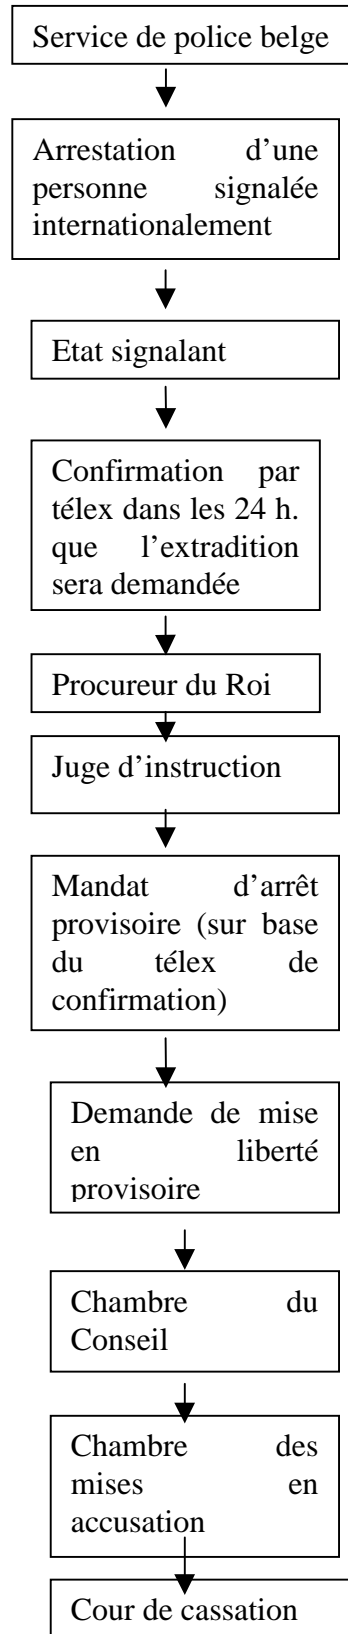 Service de police belge
Arrestation d’une
personne signalée
internationalement
Etat signalant
Confirmation par
télex dans les 24 h.
que l’extradition
sera demandée
Procureur du Roi
Juge d’instruction
Mandat d’arrêt
provisoire (sur base
du télex de
confirmation)
Demande de mise
en liberté
provisoire
Chambre du
Conseil
Chambre des
mises en
accusation
Cour de cassation